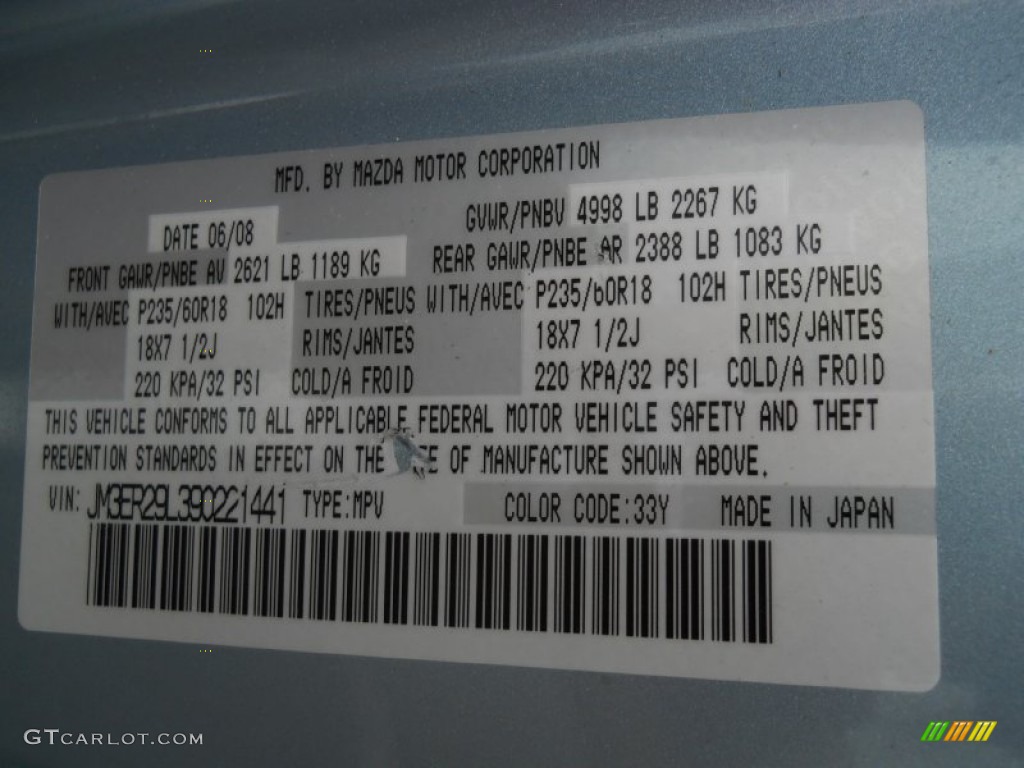 MFD. BY MAZDA MOTOR CORPORATION
DATE 06/08 GVWR/PNBV 4998 LB 2267 KG
FRONT GAWR/PNBE AV 2621 LB 1189 KG REAR GAWR/PNBE AR 2388 LB 1083 KG
WITH/AVEC P235/60R18 102H TIRES/PNEUS WITH/AVEC P235/60R18 102H TIRES/PNEUS
18X7 1/2J RIMS/JANTES 18X7 1/2J RIMS/JANTES
220 KPA/32 PSI COLD/A FROID 220 KPA/32 PSI COLD/A FROID
THIS VEHICLE CONFORMS TO ALL APPLICABLE FEDERAL MOTOR VEHICLE SAFETY AND THEFT
PREVENTION STANDARDS IN EFFECT ON THE OF MANUFACTURE SHOWN ABOVE.
VIN: JM3ER29L390221441 TYPE:MPV COLOR CODE:33Y MADE IN JAPAN
GTCARLOT.COM